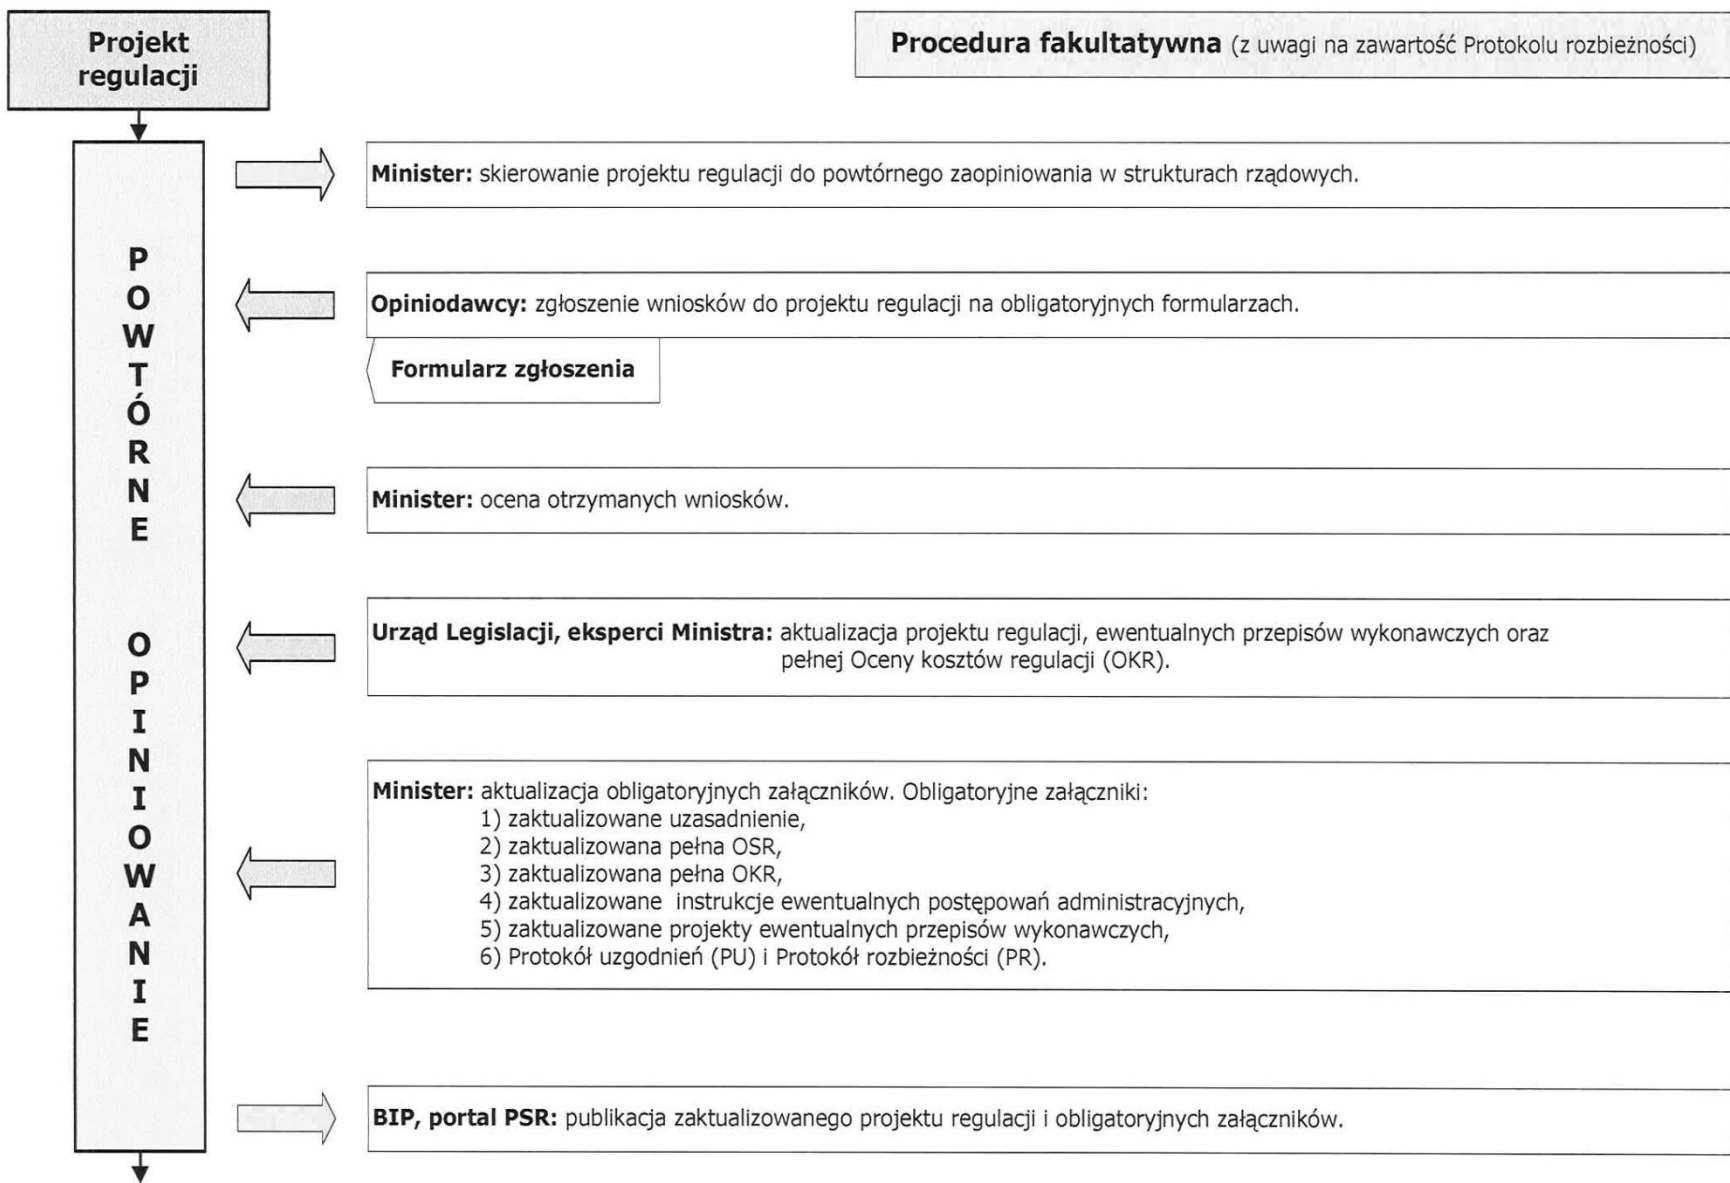 Projekt
regulacji
Procedura fakultatywna (z uwagi na zawartość Protokolu rozbieżności)
POWTÓRNE OPINIOWANIE
Minister: skierowanie projektu regulacji do powtórnego zaopiniowania w strukturach rządowych.
Opiniodawcy: zgłoszenie wniosków do projektu regulacji na obligatoryjnych formularzach.
Formularz zgłoszenia
Minister: ocena otrzymanych wniosków.
Urząd Legislacji, eksperci Ministra: aktualizacja projektu regulacji, ewentualnych przepisów wykonawczych oraz
pełnej Oceny kosztów regulacji (OKR).
Minister: aktualizacja obligatoryjnych załączników. Obligatoryjne załączniki:
1) zaktualizowane uzasadnienie,
2) zaktualizowana pełna OSR,
3) zaktualizowana pełna OKR,
4) zaktualizowane instrukcje ewentualnych postępowań administracyjnych,
5) zaktualizowane projekty ewentualnych przepisów wykonawczych,
6) Protokół uzgodnień (PU) i Protokół rozbieżności (PR).
BIP, portal PSR: publikacja zaktualizowanego projektu regulacji i obligatoryjnych załączników.